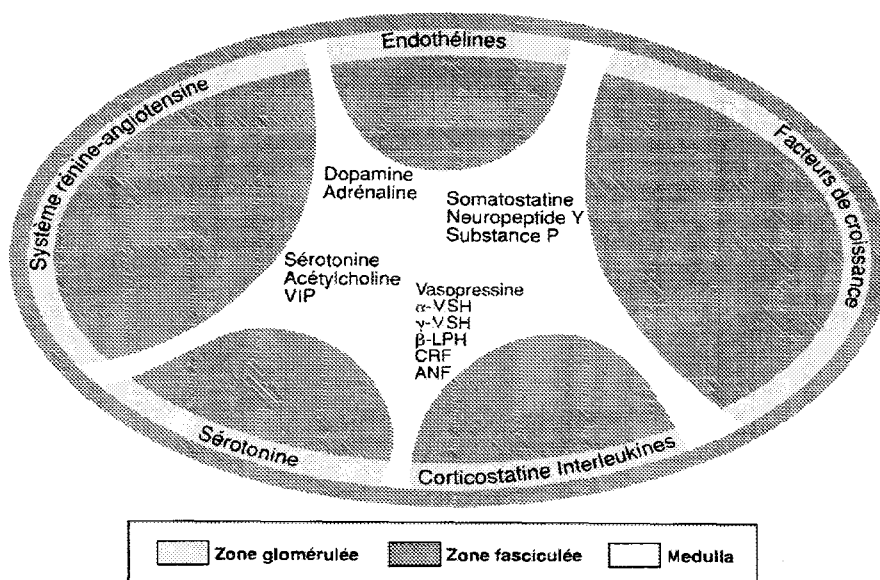 Endothélines
Système rénine-angiotensine
Facteurs de croissance
Dopamine
Adrénaline
Somatostatine
Neuropeptide Y
Substance P
Sérotonine
Acétylcholine
VIP
Vasopressine
α-VSH
γ-VSH
β-LPH
CRF
ANF
Sérotonine
Corticostatine Interleukines
Zone glomérulée
Zone fasciculée
Medulla